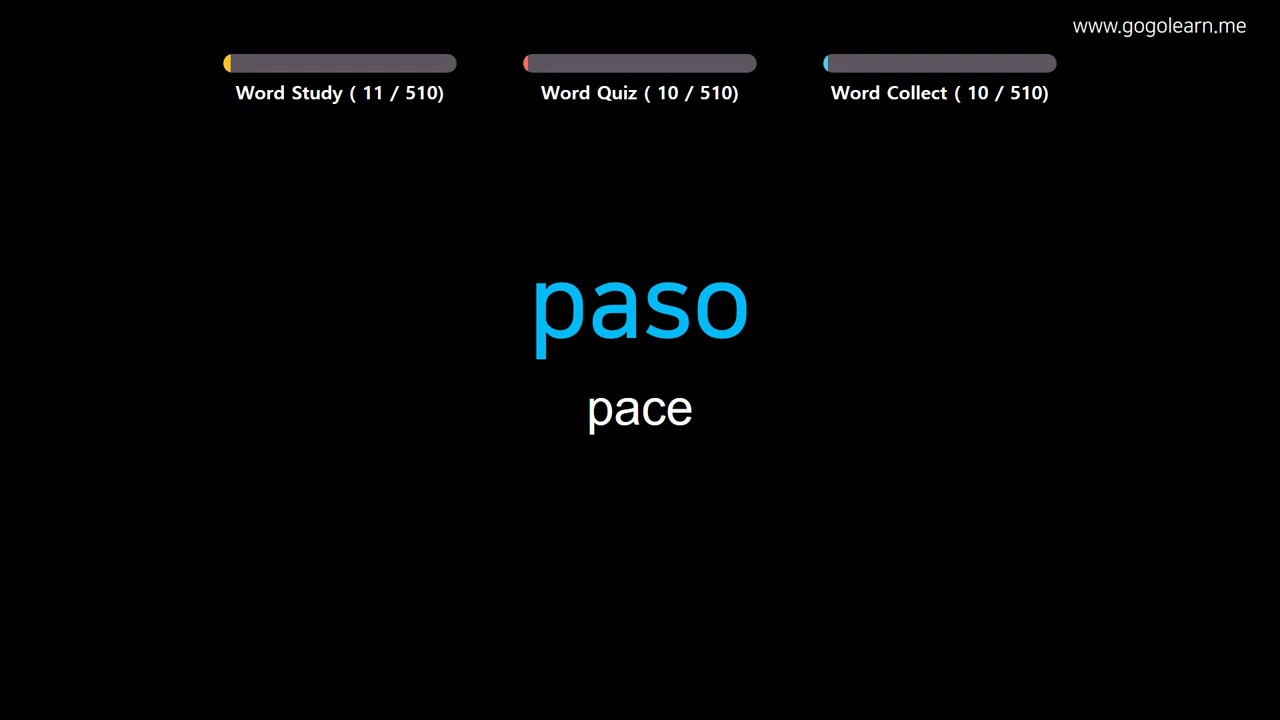 www.gogolearn.me
Word Study ( 11 / 510)
Word Quiz ( 10 / 510)
Word Collect ( 10 / 510)
paso
pace